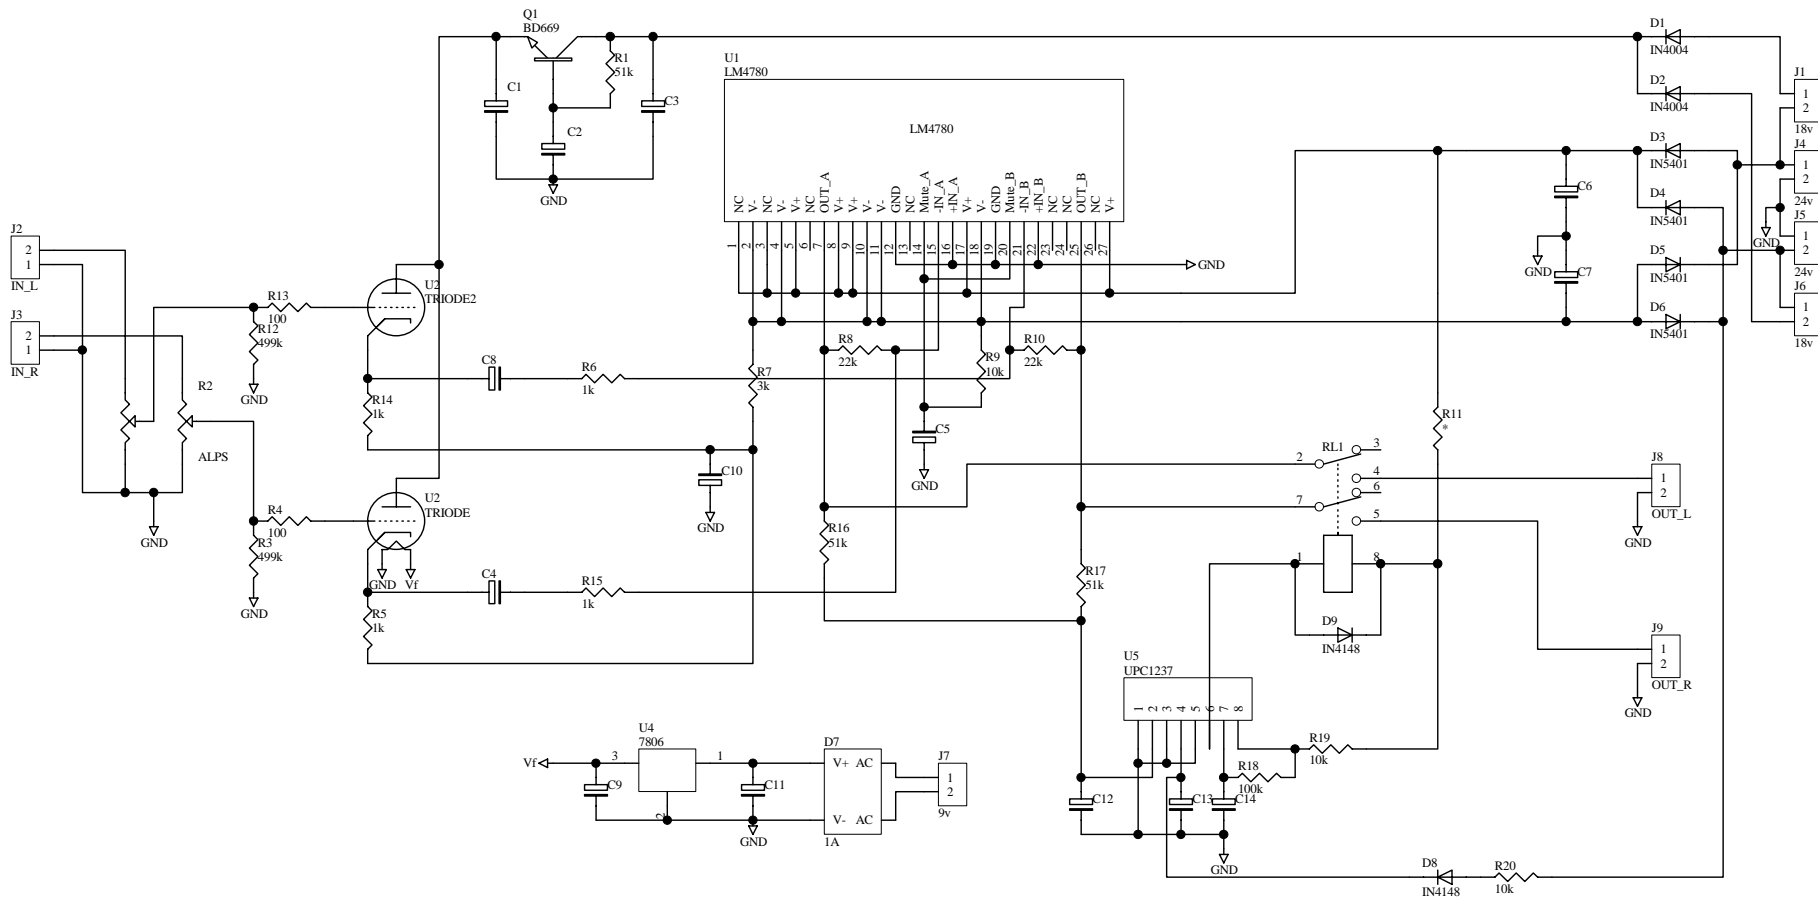 Q1
BD669
R1
51k
C1
C2
C3
GND
U1
LM4780
LM4780
NC
V-
NC
V-
V+
NC
OUT_A
V+
V+
V-
V-
GND
NC
Mute_A
-IN_A
+IN_A
V+
V-
GND
Mute_B
-IN_B
+IN_B
NC
NC
OUT_B
NC
V+
1
2
3
4
5
6
7
8
9
10
11
12
13
14
15
16
17
18
19
20
21
22
23
24
25
26
27
GND
D1
IN4004
D2
IN4004
D3
IN5401
D4
IN5401
D5
IN5401
D6
IN5401
J1
1
2
18v
J4
1
2
24v
J5
1
2
24v
J6
1
2
18v
GND
C6
GND
C7
J2
2
1
IN_L
J3
2
1
IN_R
R2
ALPS
GND
R13
100
R12
499k
GND
R4
100
R3
499k
GND
U2
TRIODE2
R14
1k
U2
TRIODE
GND
Vf
R5
1k
C8
R6
1k
R7
3k
C10
GND
C4
R15
1k
R8
22k
R9
10k
R10
22k
C5
GND
R16
51k
R17
51k
R11
*
RL1
2
3
4
6
7
5
1
8
D9
IN4148
J8
1
2
OUT_L
GND
J9
1
2
OUT_R
GND
U5
UPC1237
1
2
3
4
5
6
7
8
R19
10k
R18
100k
C12
C13
C14
GND
D8
IN4148
R20
10k
Vf
3
U4
7806
1
2
C9
C11
GND
D7
V+ AC
V- AC
1A
J7
1
2
9v